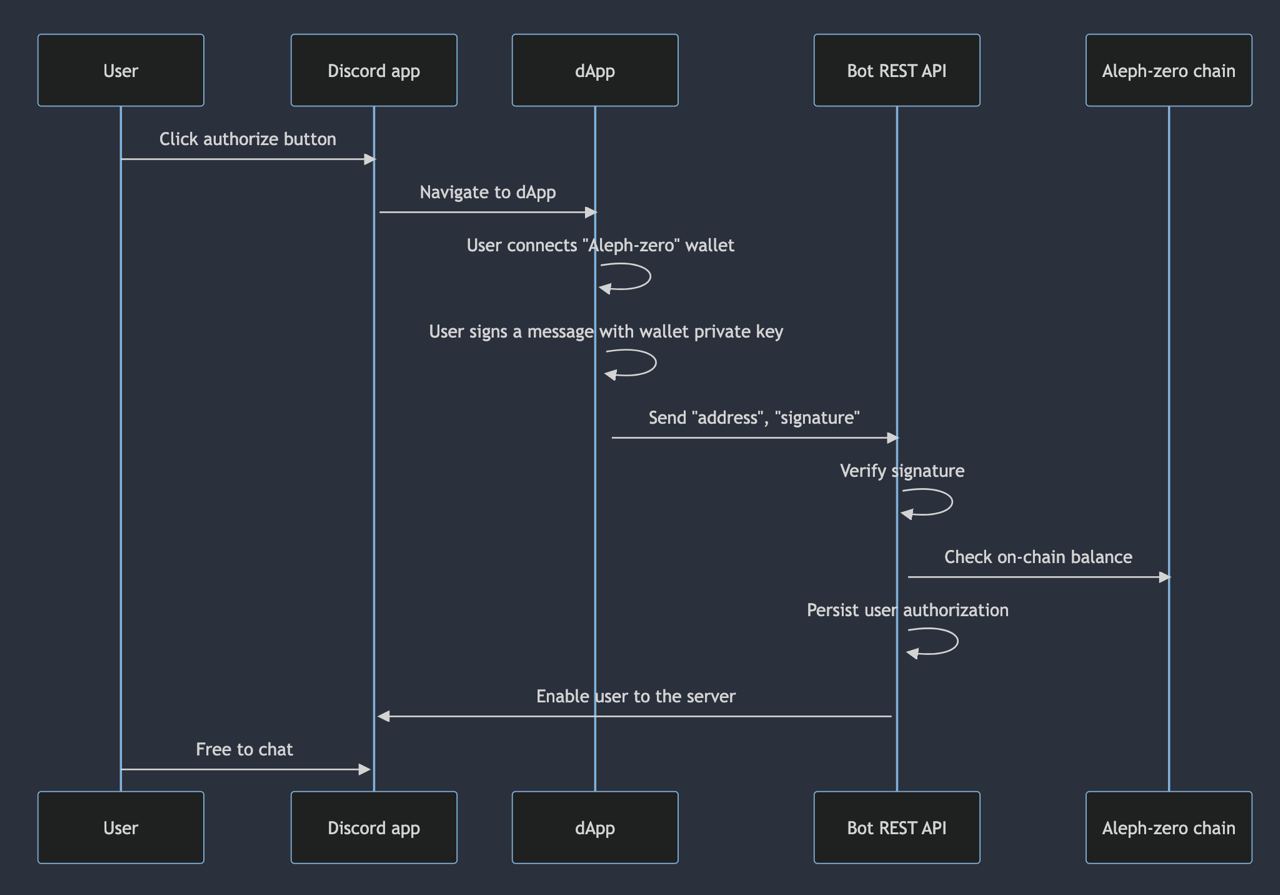 User
Discord app
dApp
Bot REST API
Aleph-zero chain
Click authorize button
Navigate to dApp
User connects "Aleph-zero" wallet
User signs a message with wallet private key
Send "address", "signature"
Verify signature
Check on-chain balance
Persist user authorization
Enable user to the server
Free to chat
User
Discord app
dApp
Bot REST API
Aleph-zero chain